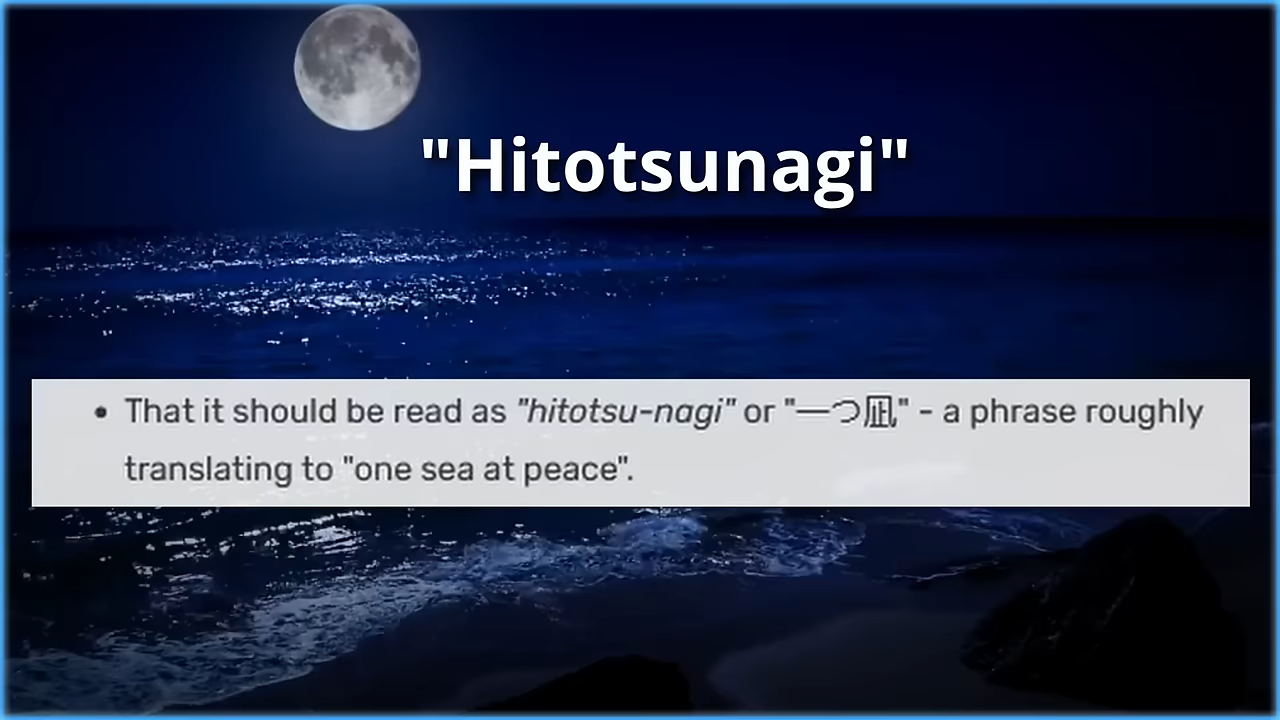 "Hitotsunagi"
• That it should be read as "hitotsu-nagi" or "一つ凪" - a phrase roughly
translating to "one sea at peace".